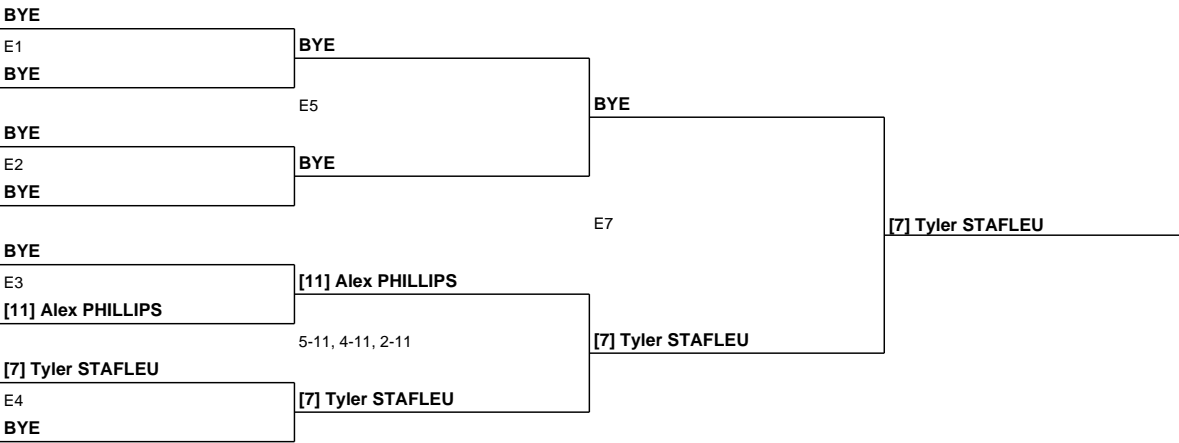 BYE
E1
BYE
BYE
E5
BYE
BYE
E2
BYE
BYE
E7
[7] Tyler STAFLEU
BYE
E3
[11] Alex PHILLIPS
[11] Alex PHILLIPS
5-11, 4-11, 2-11
[7] Tyler STAFLEU
[7] Tyler STAFLEU
E4
[7] Tyler STAFLEU
BYE